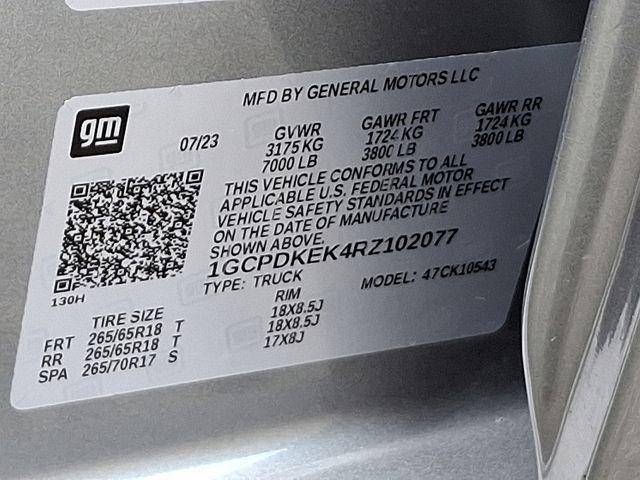 MFD BY GENERAL MOTORS LLC
gm
07/23
GVWR GAWR FRT GAWR RR
3175 KG 1724 KG 1724 KG
7000 LB 3800 LB 3800 LB
THIS VEHICLE CONFORMS TO ALL
APPLICABLE U.S. FEDERAL MOTOR
VEHICLE SAFETY STANDARDS IN EFFECT
ON THE DATE OF MANUFACTURE
SHOWN ABOVE.
1GCPDKEK4RZ102077
TYPE: TRUCK MODEL: 47CK10543
130H
TIRE SIZE RIM
FRT 265/65R18 T 18X8.5J
RR 265/65R18 T 18X8.5J
SPA 265/70R17 S 17X8J